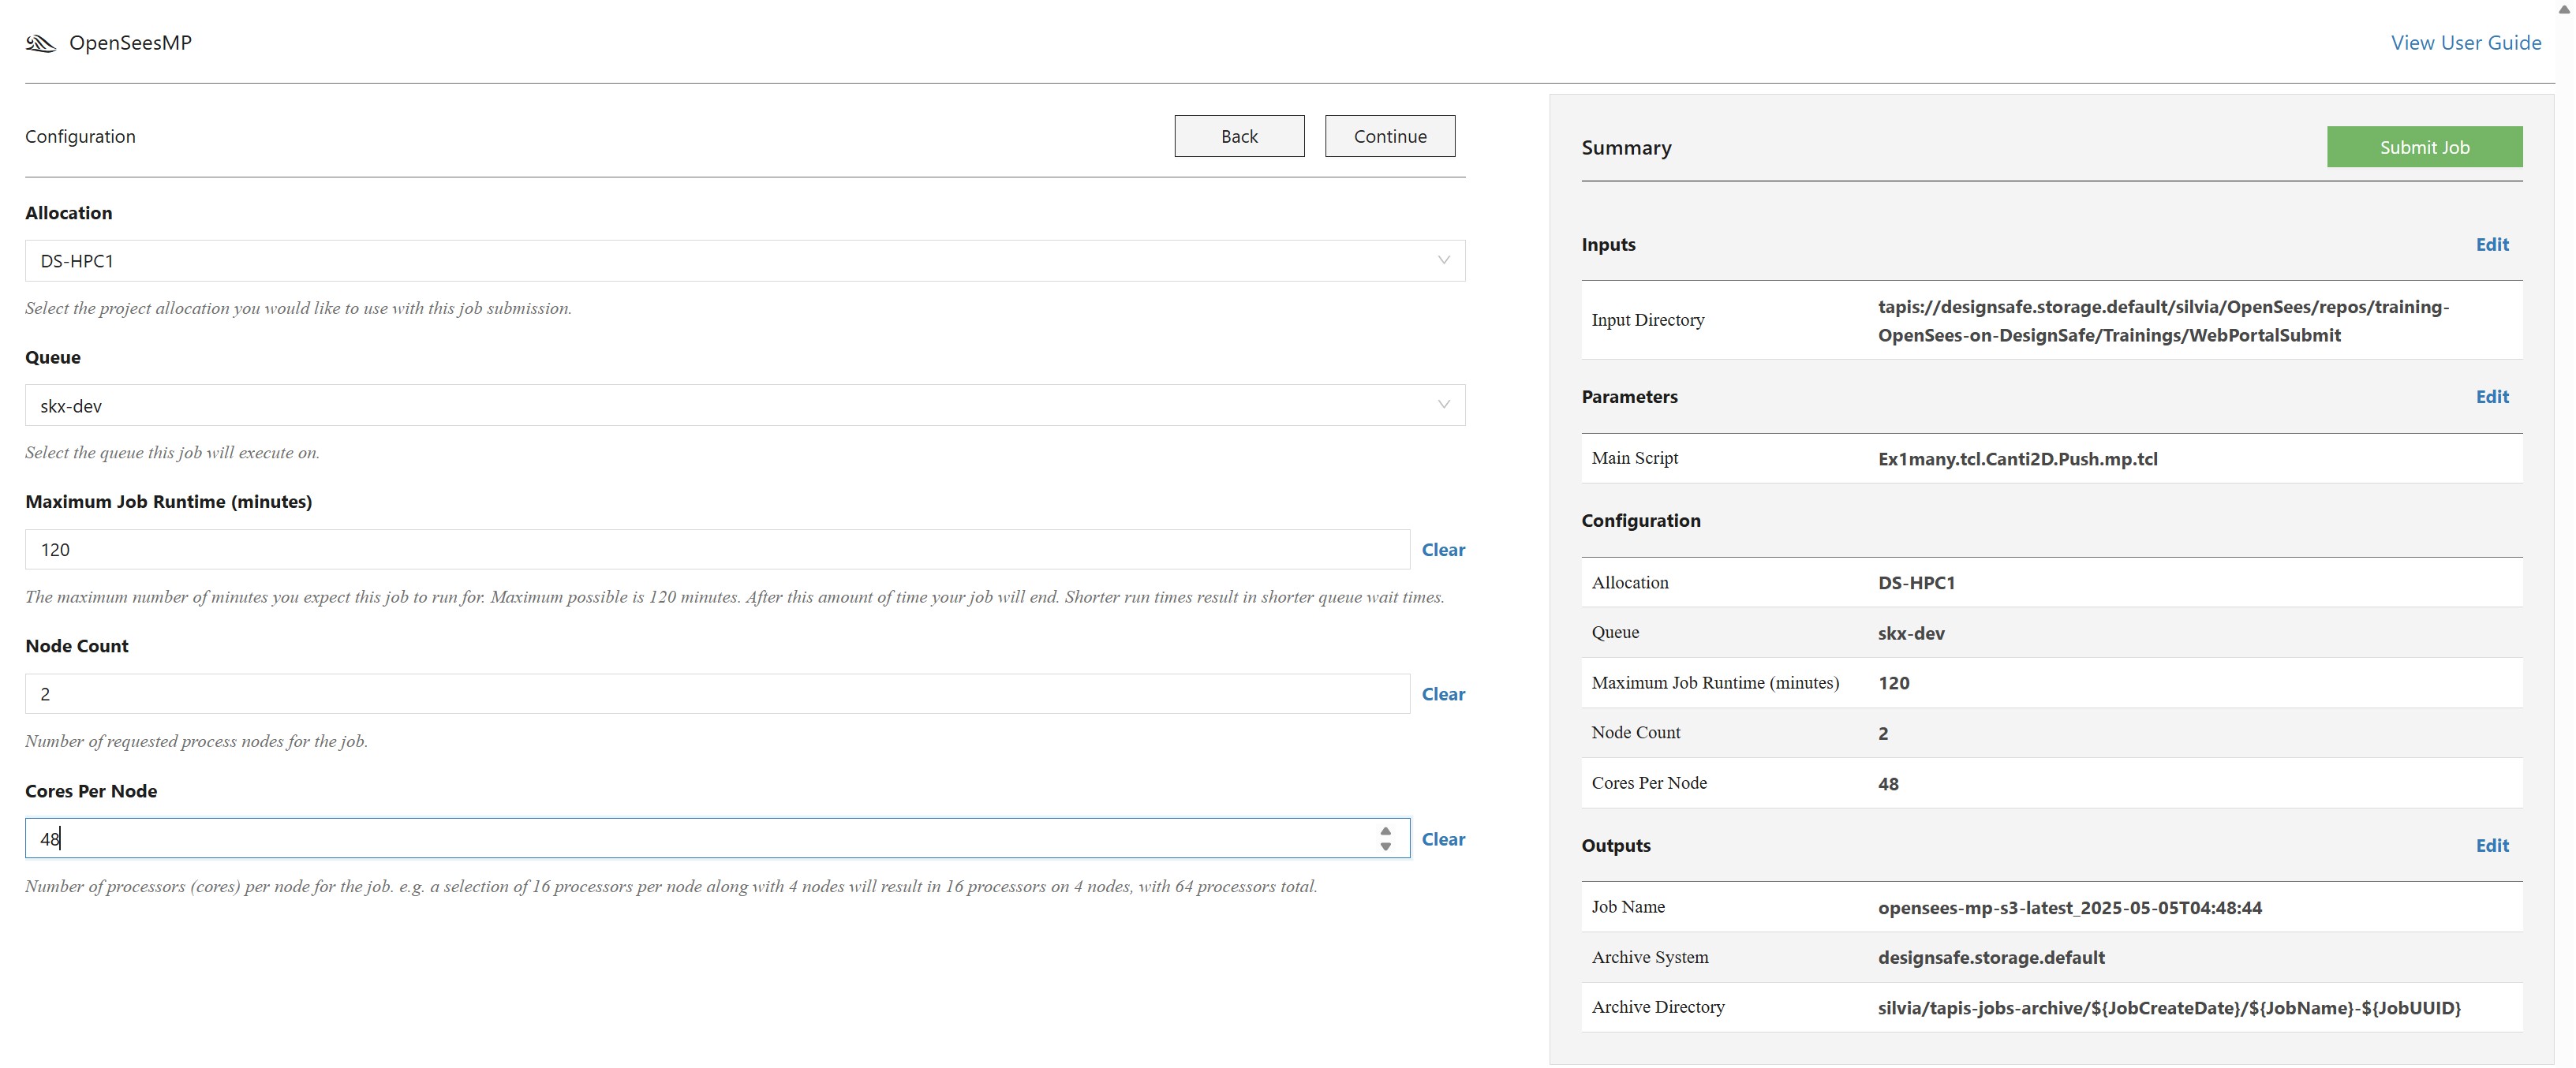 OpenSeesMP
View User Guide
Configuration
Back
Continue
Allocation
DS-HPC1
Select the project allocation you would like to use with this job submission.
Queue
skx-dev
Select the queue this job will execute on.
Maximum Job Runtime (minutes)
120
Clear
The maximum number of minutes you expect this job to run for. Maximum possible is 120 minutes. After this amount of time your job will end. Shorter run times result in shorter queue wait times.
Node Count
2
Clear
Number of requested process nodes for the job.
Cores Per Node
48
Clear
Number of processors (cores) per node for the job. e.g. a selection of 16 processors per node along with 4 nodes will result in 16 processors on 4 nodes, with 64 processors total.
Summary
Submit Job
Inputs
Edit
Input Directory
tapis://designsafe.storage.default/silvia/OpenSees/repos/training-
OpenSees-on-DesignSafe/Trainings/WebPortalSubmit
Parameters
Edit
Main Script
Ex1many.tcl.Canti2D.Push.mp.tcl
Configuration
Allocation
DS-HPC1
Queue
skx-dev
Maximum Job Runtime (minutes)
120
Node Count
2
Cores Per Node
48
Outputs
Edit
Job Name
opensees-mp-s3-latest_2025-05-05T04:48:44
Archive System
designsafe.storage.default
Archive Directory
silvia/tapis-jobs-archive/${JobCreateDate}/${JobName}-${JobUUID}